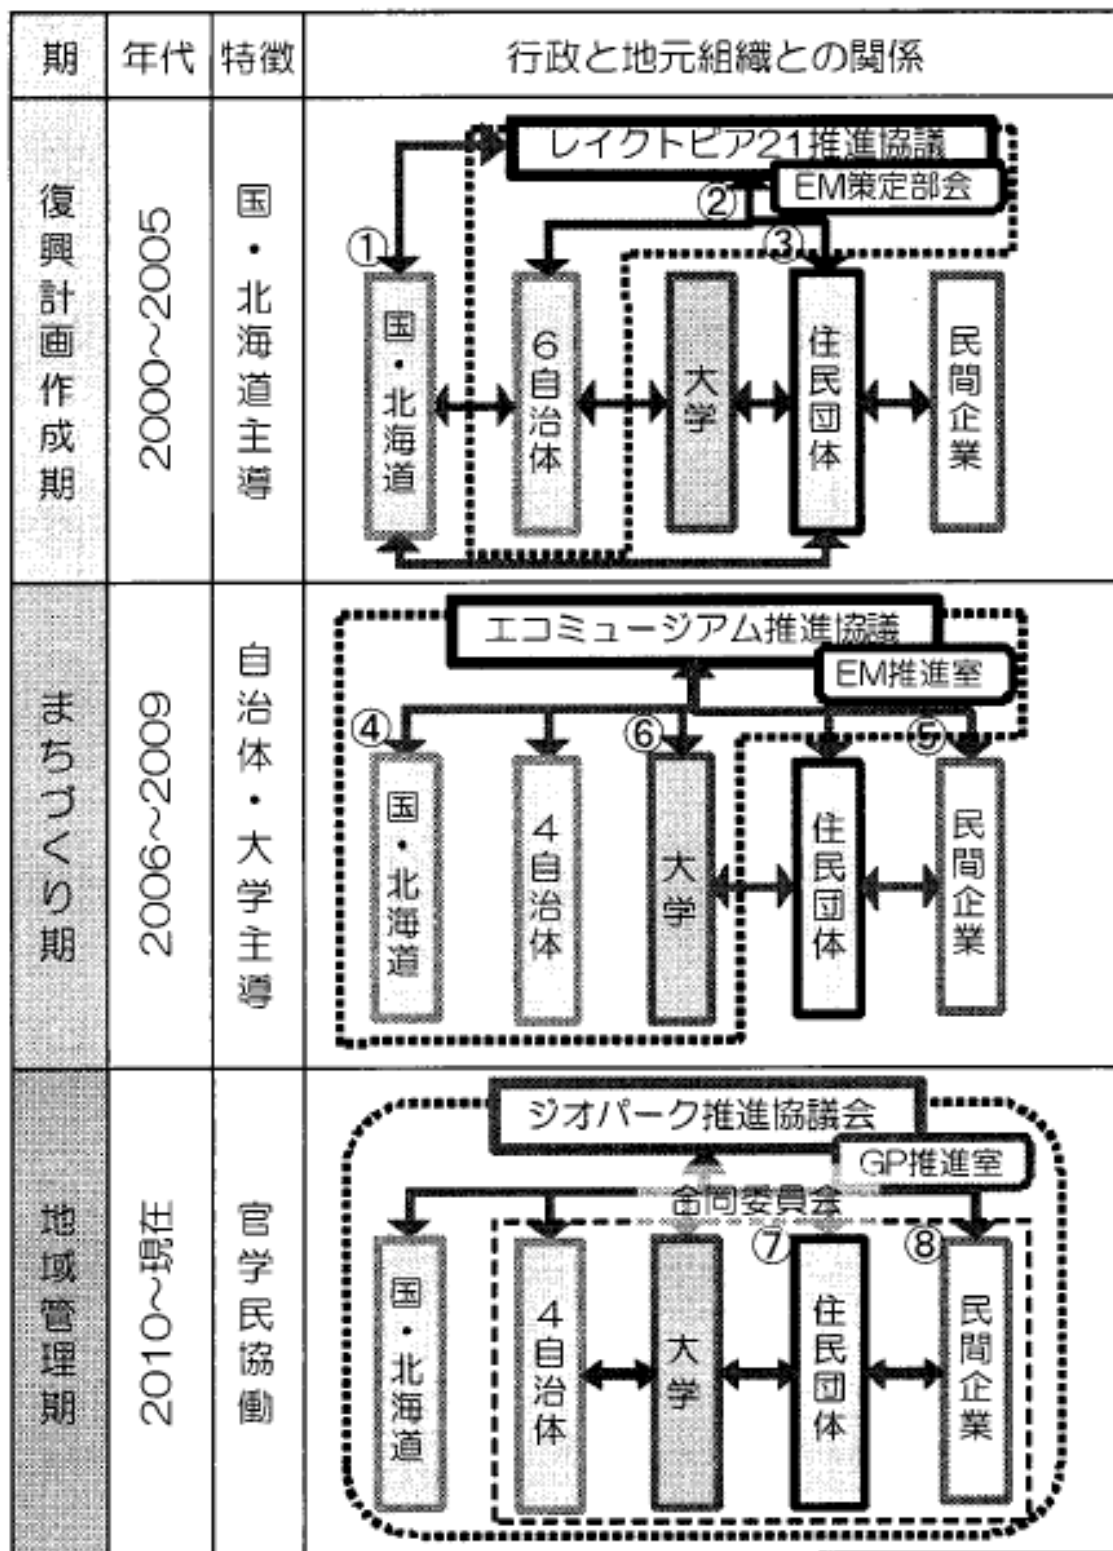 期 年代 特徴 行政と地元組織との関係
復興計画作成期
2000〜2005
国・北海道主導
レイクトピア21推進協議
EM策定部会
①
②
③
国・北海道
6自治体
大学
住民団体
民間企業
まちづくり期
2006〜2009
自治体・大学主導
エコミュージアム推進協議
EM推進室
④
⑥
⑤
国・北海道
4自治体
大学
住民団体
民間企業
地域管理期
2010〜現在
官学民協働
ジオパーク推進協議会
GP推進室
合同委員会
⑦
⑧
国・北海道
4自治体
大学
住民団体
民間企業